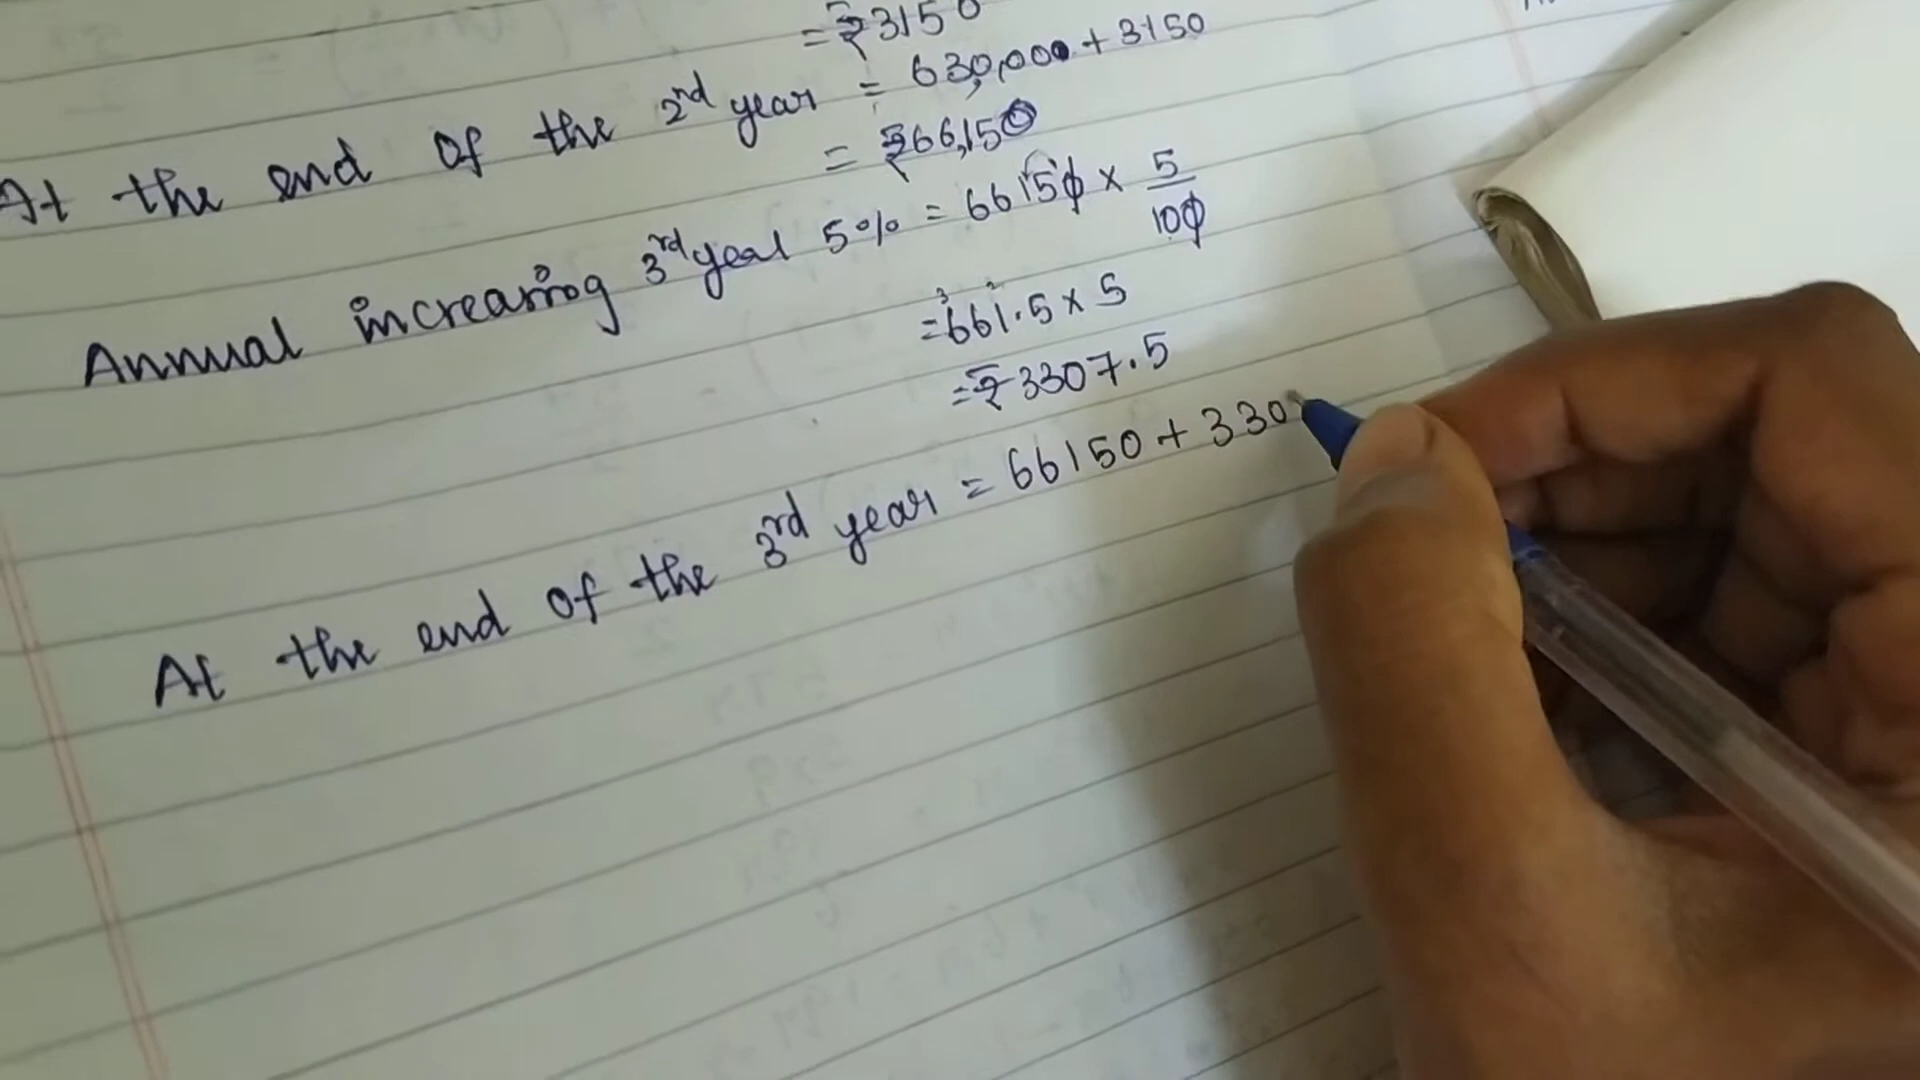 = ₹3150
At the end of the 2nd year = 630,000 + 3150
= ₹66,150
Annual increasing 3rd year 5% = 66150 × 5/100
= 661.5 × 5
= ₹3307.5
At the end of the 3rd year = 66150 + 330